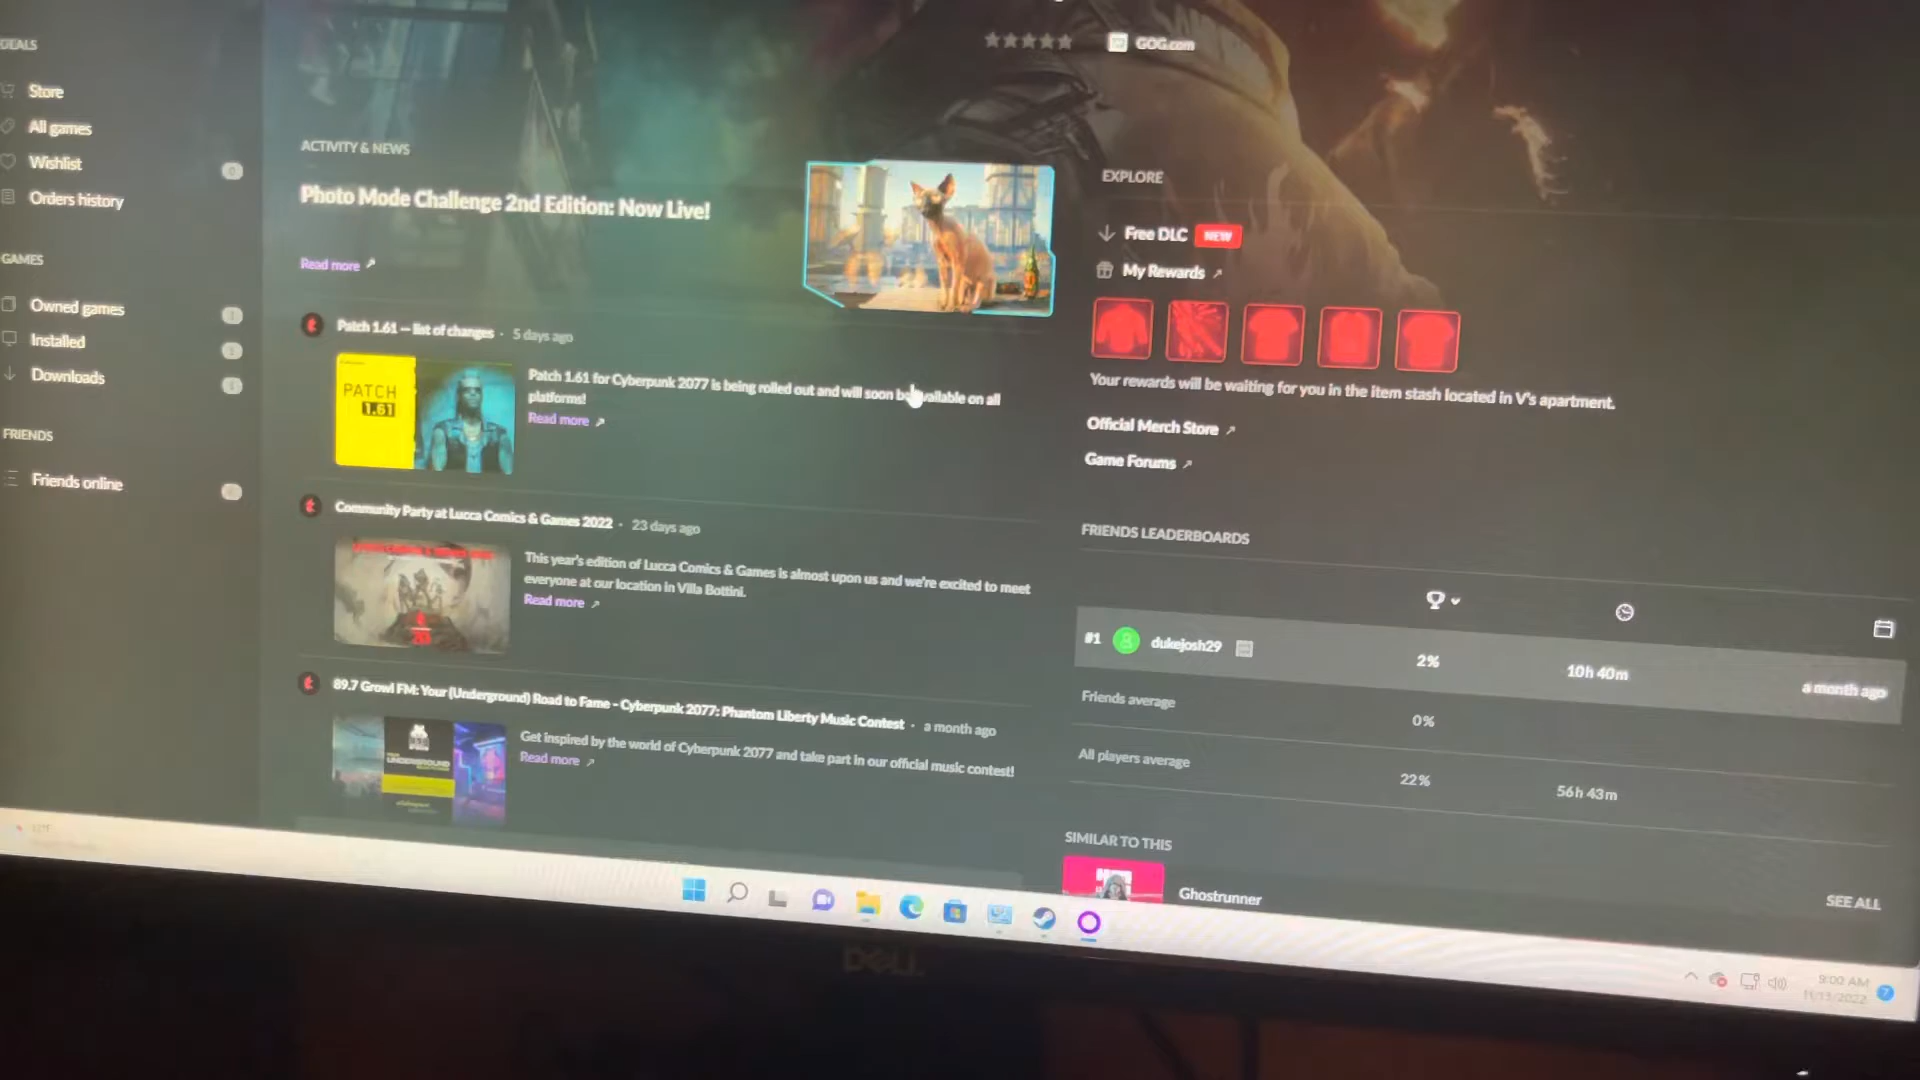 DEALS
Store
All games
Wishlist
0
Orders history
GAMES
Owned games
1
Installed
1
Downloads
FRIENDS
Friends online
GOG.com
ACTIVITY & NEWS
Photo Mode Challenge 2nd Edition: Now Live!
Read more
Patch 1.61 — list of changes · 5 days ago
PATCH
1.61
Patch 1.61 for Cyberpunk 2077 is being rolled out and will soon be available on all
platforms!
Read more
Community Party at Lucca Comics & Games 2022 · 23 days ago
This year's edition of Lucca Comics & Games is almost upon us and we're excited to meet
everyone at our location in Villa Bottini.
Read more
89.7 Growl FM: Your (Underground) Road to Fame - Cyberpunk 2077: Phantom Liberty Music Contest · a month ago
UNDERGROUND
Get inspired by the world of Cyberpunk 2077 and take part in our official music contest!
Read more
EXPLORE
Free DLC NEW
My Rewards
Your rewards will be waiting for you in the item stash located in V's apartment.
Official Merch Store
Game Forums
FRIENDS LEADERBOARDS
#1 dukejosh29 2% 10h 40m a month ago
Friends average 0%
All players average 22% 56h 43m
SIMILAR TO THIS
Ghostrunner
SEE ALL
9:00 AM
11/15/2022
7
DELL